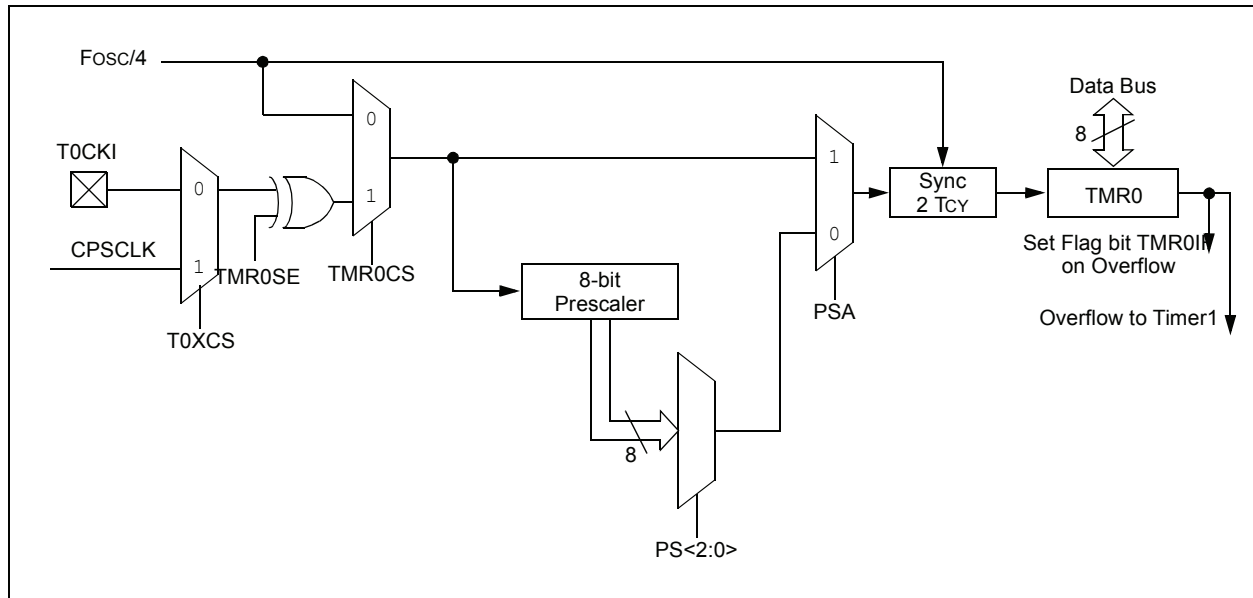 FOSC/4
Data Bus
8
0
1
T0CKI
0
1
Sync
2 TCY
TMR0
1
0
CPSCLK
TMR0SE
TMR0CS
Set Flag bit TMR0IF
on Overflow
8-bit
Prescaler
PSA
T0XCS
Overflow to Timer1
8
PS<2:0>